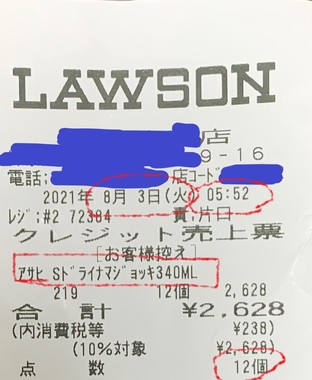 LAWSON
店
9-16
電話: 店コード
2021年 8月 3日(火) 05:52
レジ:#2 72384 責:片口
クレジット売上票
[お客様控え]
アサヒ Sドライナマジョッキ340ML
219 12個 2,628
合 計 ¥2,628
(内消費税等 ¥238)
(10%対象 ¥2,628)
点 数 12個